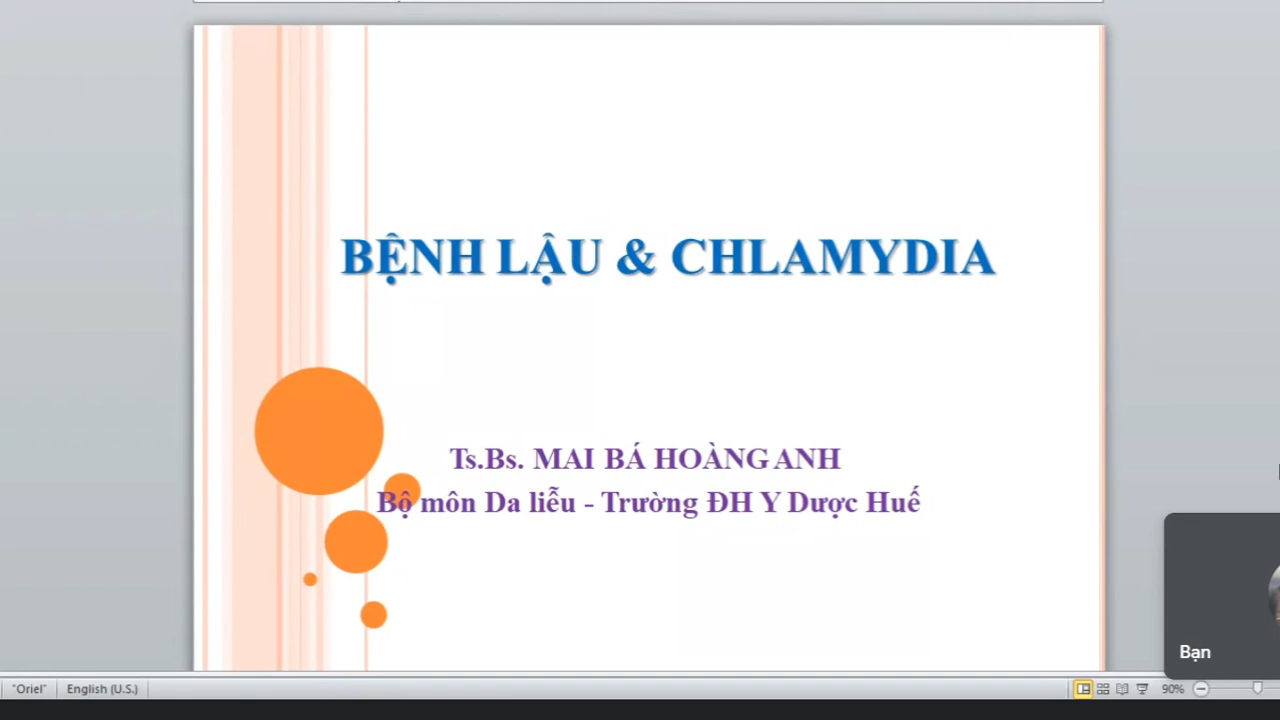 BỆNH LẬU & CHLAMYDIA
Ts.Bs. MAI BÁ HOÀNG ANH
Bộ môn Da liễu - Trường ĐH Y Dược Huế
Bạn
"Oriel" English (U.S.) 90%